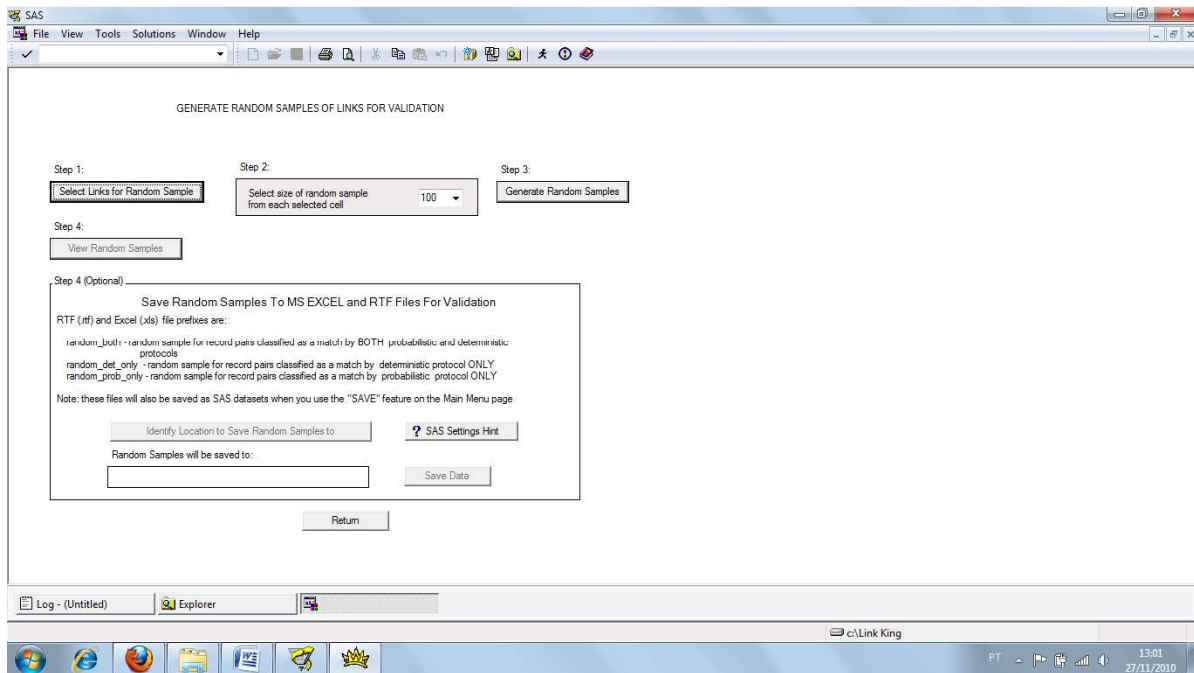 SAS
File View Tools Solutions Window Help
GENERATE RANDOM SAMPLES OF LINKS FOR VALIDATION
Step 1:
Step 2:
Step 3:
Select Links for Random Sample
Select size of random sample
from each selected cell
100
Generate Random Samples
Step 4:
View Random Samples
Step 4 (Optional)
Save Random Samples To MS EXCEL and RTF Files For Validation
RTF (.rtf) and Excel (.xls) file prefixes are:
random_both - random sample for record pairs classified as a match by BOTH probabilistic and deterministic
protocols
random_det_only - random sample for record pairs classified as a match by deterministic protocol ONLY
random_prob_only - random sample for record pairs classified as a match by probabilistic protocol ONLY
Note: these files will also be saved as SAS datasets when you use the "SAVE" feature on the Main Menu page
Identify Location to Save Random Samples to
? SAS Settings Hint
Random Samples will be saved to:
Save Data
Return
Log - (Untitled)
Explorer
c:\Link King
PT
13:01
27/11/2010